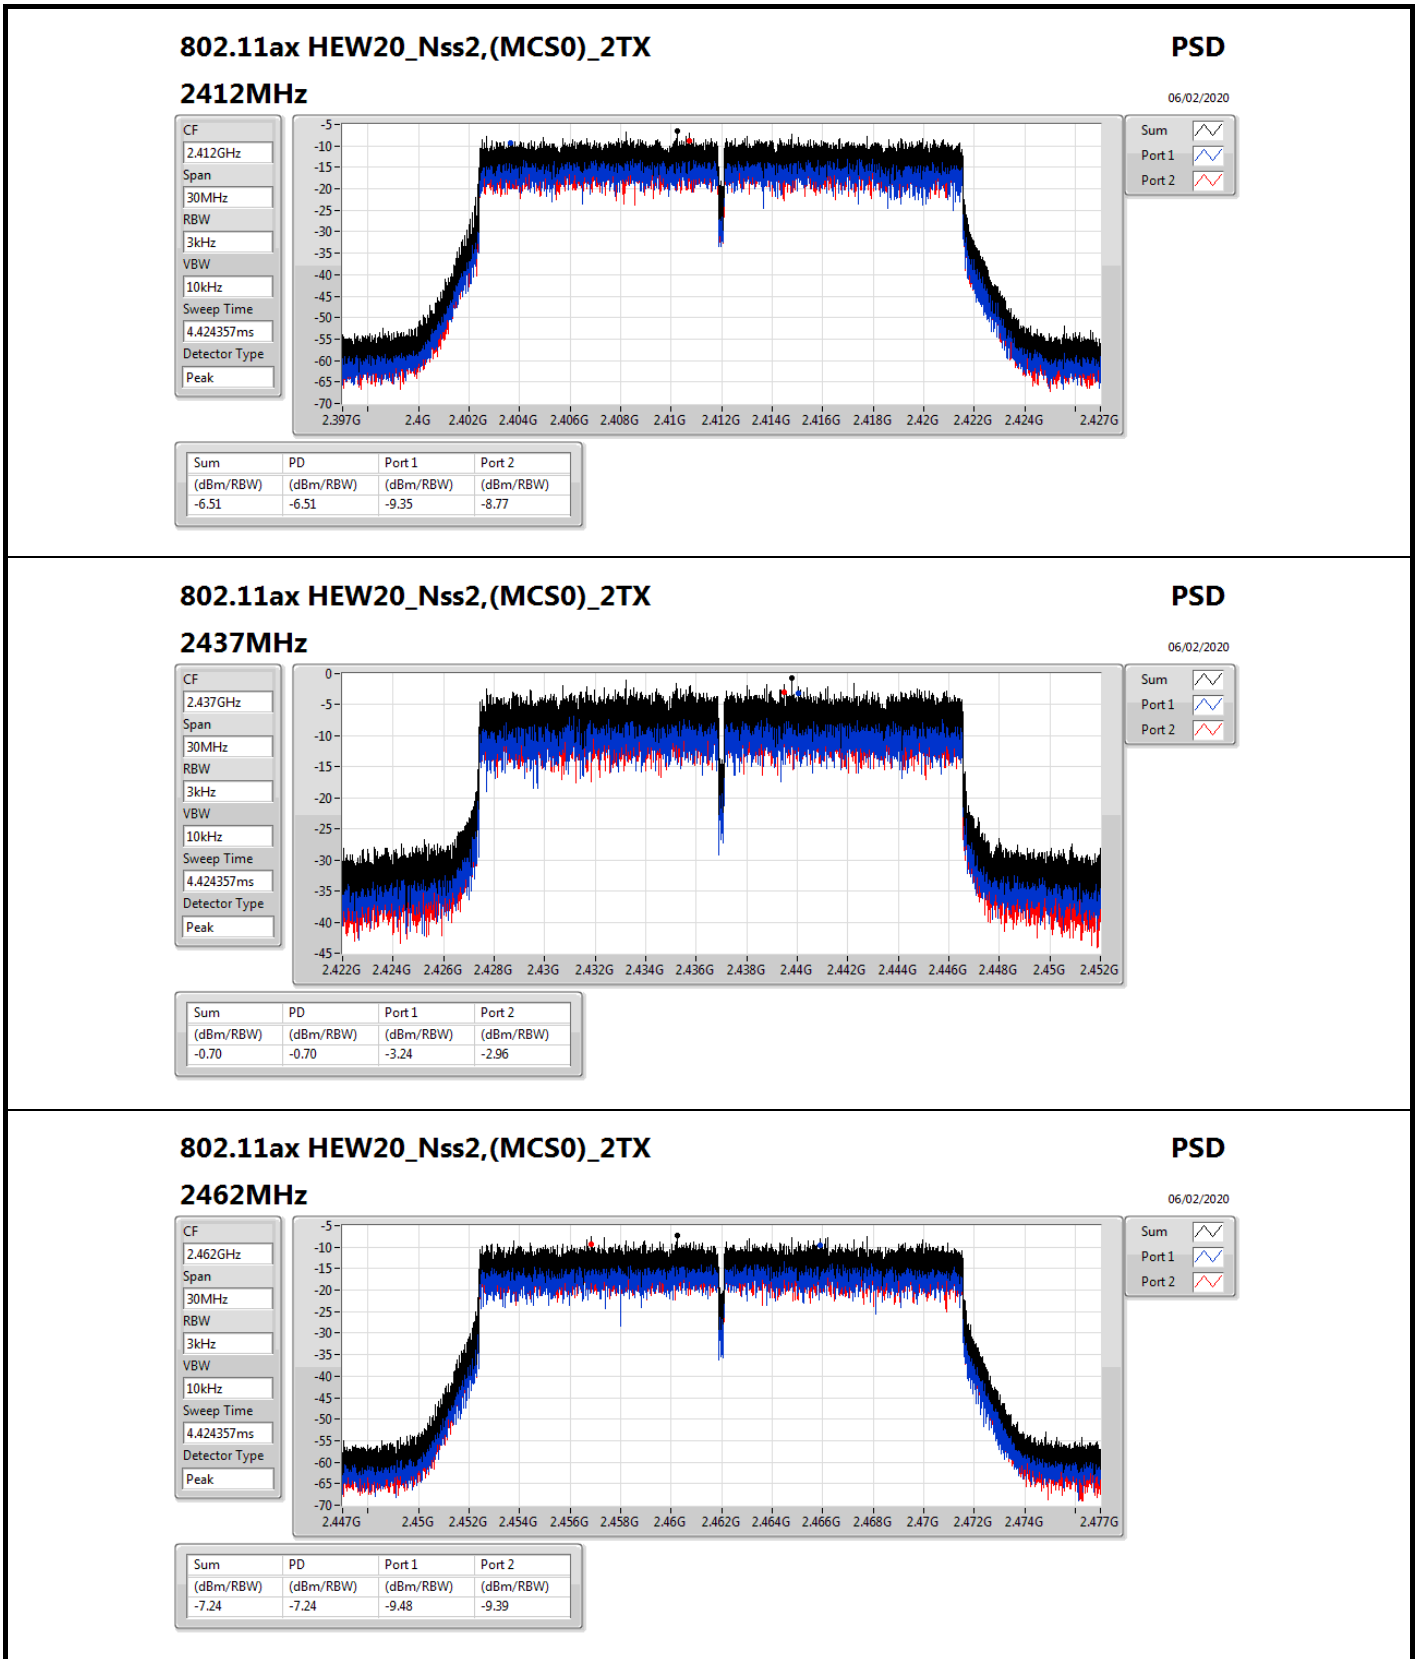 802.11ax HEW20_Nss2,(MCS0)_2TX PSD
2412MHz 06/02/2020
CF
2.412GHz
Span
30MHz
RBW
3kHz
VBW
10kHz
Sweep Time
4.424357ms
Detector Type
Peak
-5
-10
-15
-20
-25
-30
-35
-40
-45
-50
-55
-60
-65
-70
2.397G 2.4G 2.402G 2.404G 2.406G 2.408G 2.41G 2.412G 2.414G 2.416G 2.418G 2.42G 2.422G 2.424G 2.427G
Sum
Port 1
Port 2
Sum PD Port 1 Port 2
(dBm/RBW) (dBm/RBW) (dBm/RBW) (dBm/RBW)
-6.51 -6.51 -9.35 -8.77
802.11ax HEW20_Nss2,(MCS0)_2TX PSD
2437MHz 06/02/2020
CF
2.437GHz
Span
30MHz
RBW
3kHz
VBW
10kHz
Sweep Time
4.424357ms
Detector Type
Peak
0
-5
-10
-15
-20
-25
-30
-35
-40
-45
2.422G 2.424G 2.426G 2.428G 2.43G 2.432G 2.434G 2.436G 2.438G 2.44G 2.442G 2.444G 2.446G 2.448G 2.45G 2.452G
Sum
Port 1
Port 2
Sum PD Port 1 Port 2
(dBm/RBW) (dBm/RBW) (dBm/RBW) (dBm/RBW)
-0.70 -0.70 -3.24 -2.96
802.11ax HEW20_Nss2,(MCS0)_2TX PSD
2462MHz 06/02/2020
CF
2.462GHz
Span
30MHz
RBW
3kHz
VBW
10kHz
Sweep Time
4.424357ms
Detector Type
Peak
-5
-10
-15
-20
-25
-30
-35
-40
-45
-50
-55
-60
-65
-70
2.447G 2.45G 2.452G 2.454G 2.456G 2.458G 2.46G 2.462G 2.464G 2.466G 2.468G 2.47G 2.472G 2.474G 2.477G
Sum
Port 1
Port 2
Sum PD Port 1 Port 2
(dBm/RBW) (dBm/RBW) (dBm/RBW) (dBm/RBW)
-7.24 -7.24 -9.48 -9.39